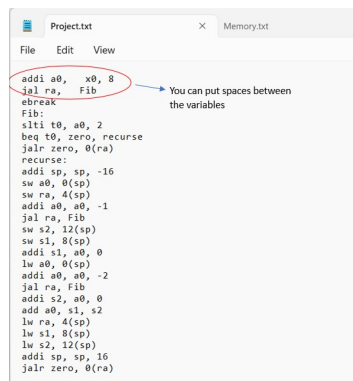 Project.txt × Memory.txt
File Edit View
addi a0,   x0, 8
jal ra,   Fib
You can put spaces between
the variables
ebreak
Fib:
slti t0, a0, 2
beq t0, zero, recurse
jalr zero, 0(ra)
recurse:
addi sp, sp, -16
sw a0, 0(sp)
sw ra, 4(sp)
addi a0, a0, -1
jal ra, Fib
sw s2, 12(sp)
sw s1, 8(sp)
addi s1, a0, 0
lw a0, 0(sp)
addi a0, a0, -2
jal ra, Fib
addi s2, a0, 0
add a0, s1, s2
lw ra, 4(sp)
lw s1, 8(sp)
lw s2, 12(sp)
addi sp, sp, 16
jalr zero, 0(ra)